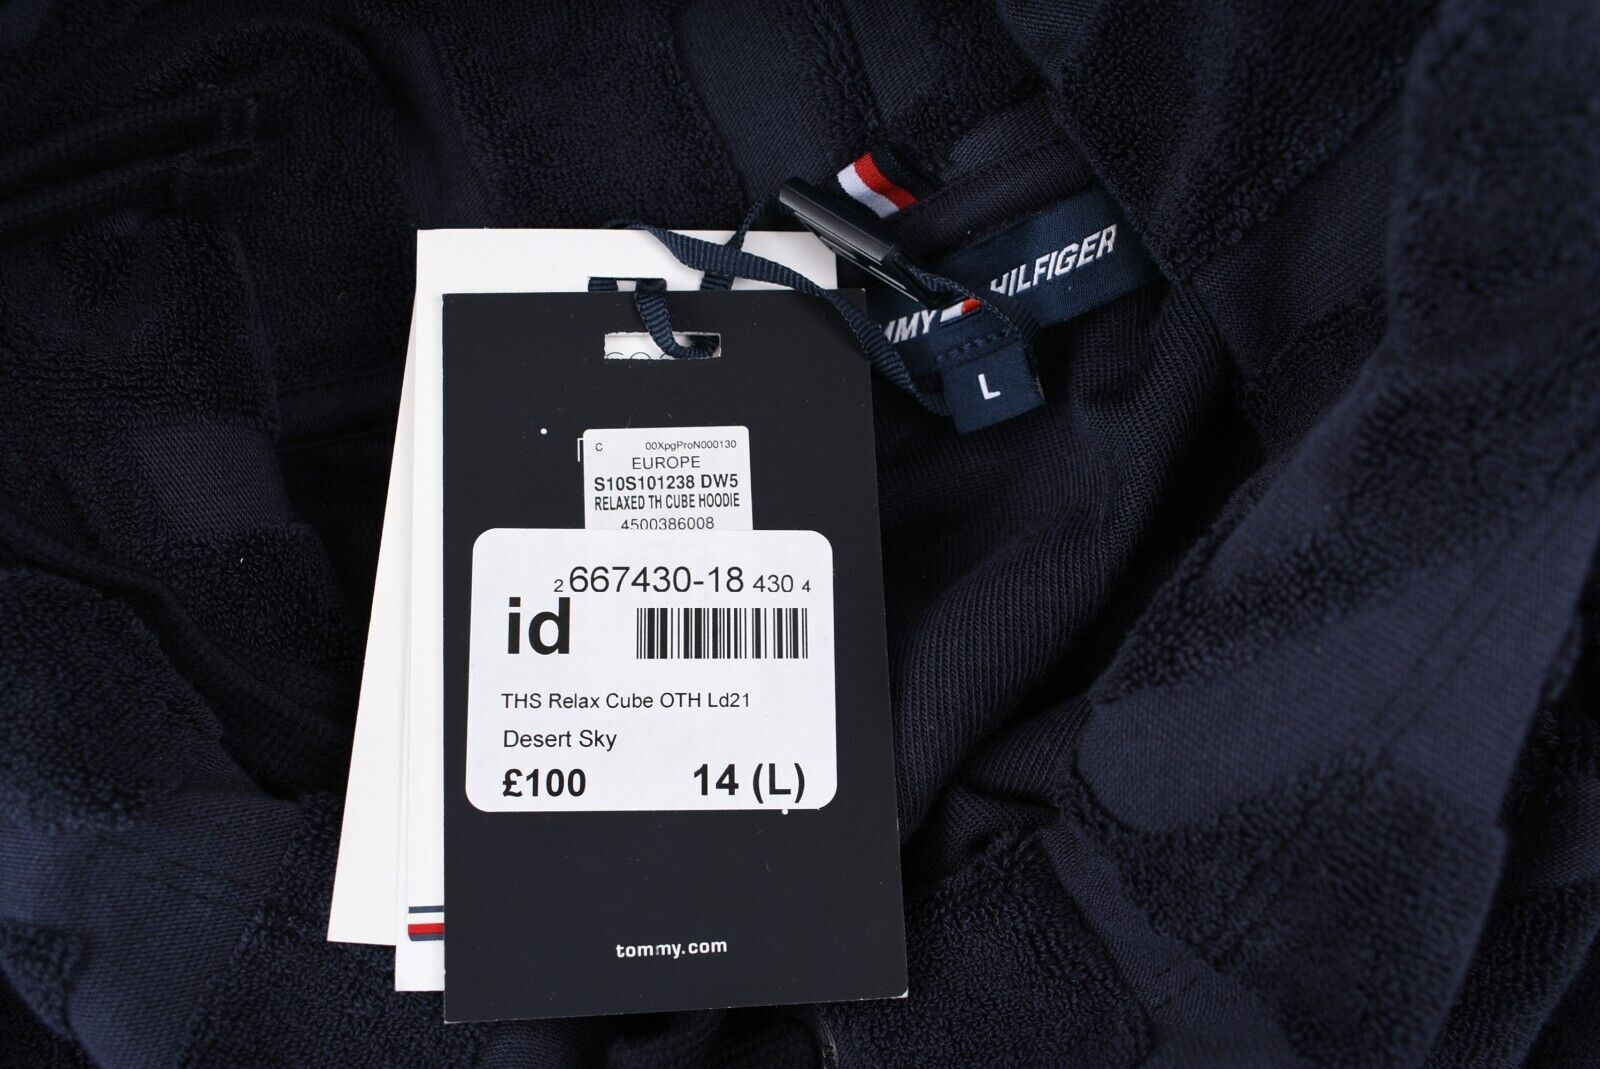 HILFIGER
L
C 00XpgProN000130
EUROPE
S10S101238 DW5
RELAXED TH CUBE HOODIE
4500386008
2 667430-18 430 4
id
THS Relax Cube OTH Ld21
Desert Sky
£100 14 (L)
tommy.com